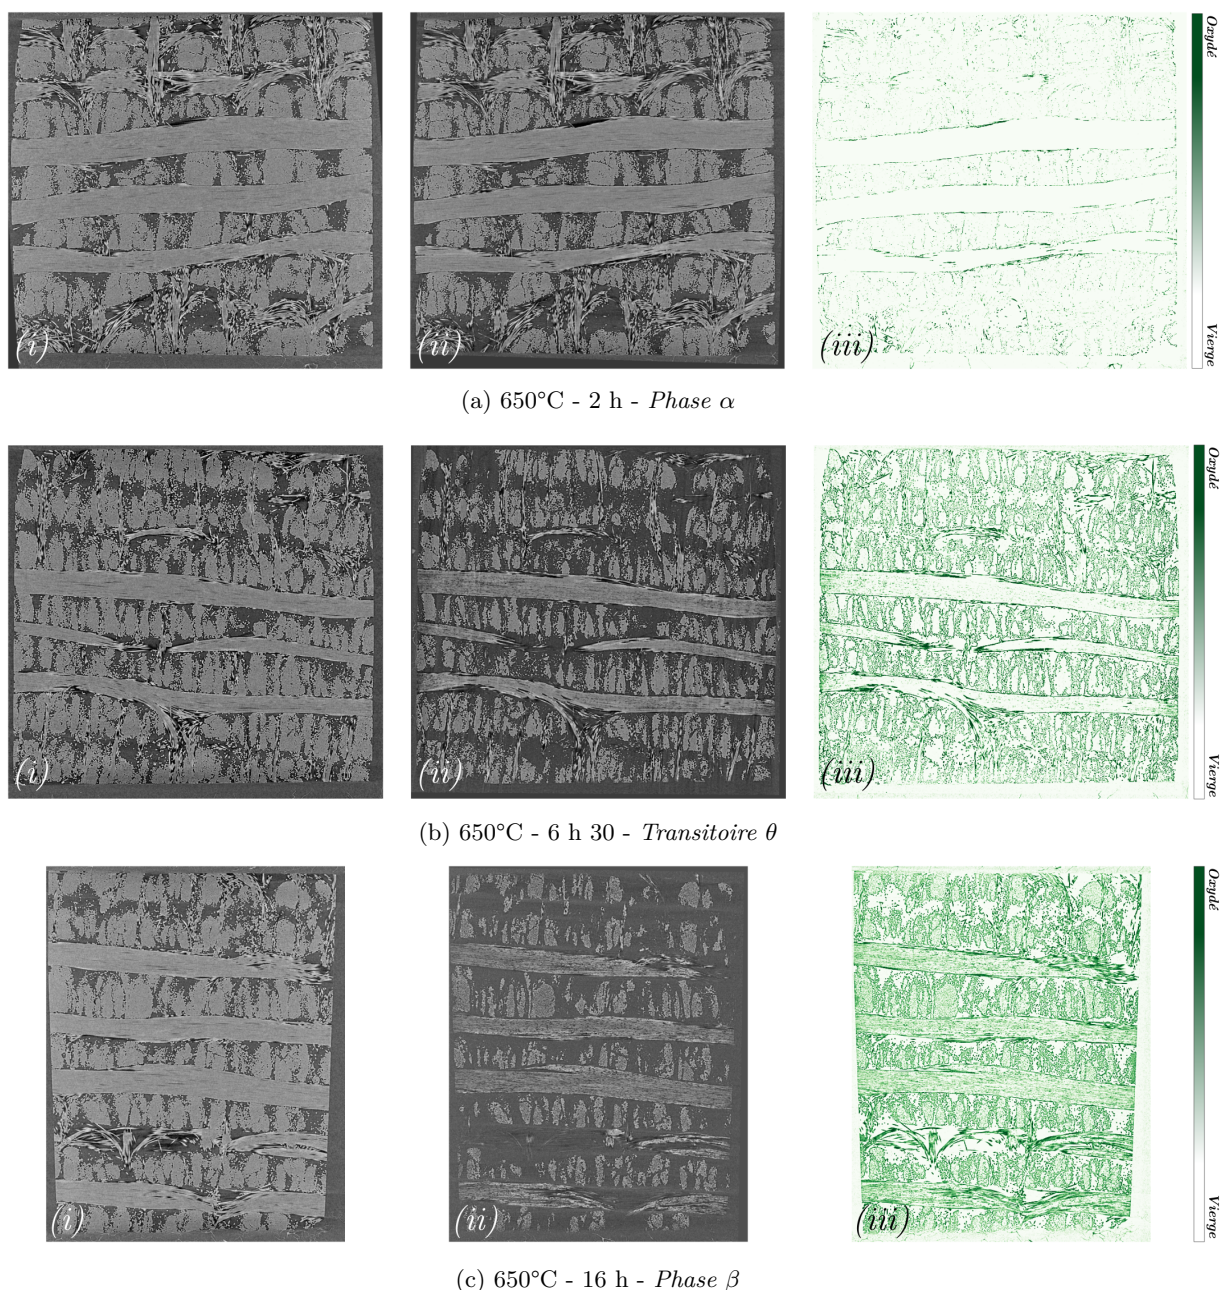 Oxydé
(i) (ii) (iii) Vierge
(a) 650°C - 2 h - Phase α
Oxydé
(i) (ii) (iii) Vierge
(b) 650°C - 6 h 30 - Transitoire θ
Oxydé
(i) (ii) (iii) Vierge
(c) 650°C - 16 h - Phase β